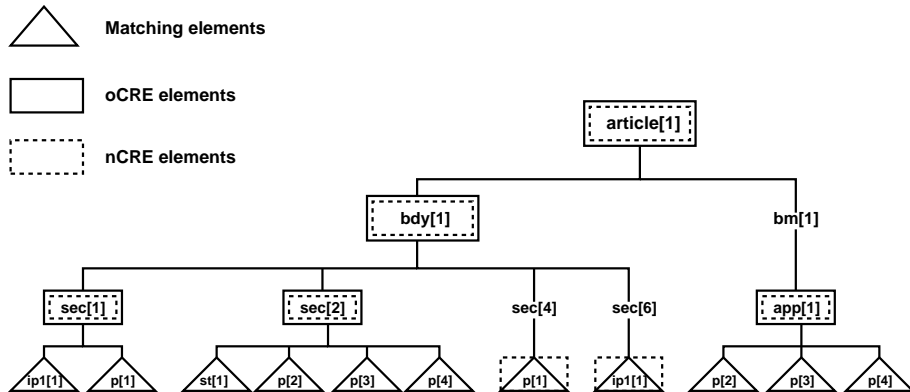 Matching elements
oCRE elements
nCRE elements
article[1]
bdy[1]
bm[1]
sec[1]
sec[2]
sec[4]
sec[6]
app[1]
ip1[1]
p[1]
st[1]
p[2]
p[3]
p[4]
p[1]
ip1[1]
p[2]
p[3]
p[4]